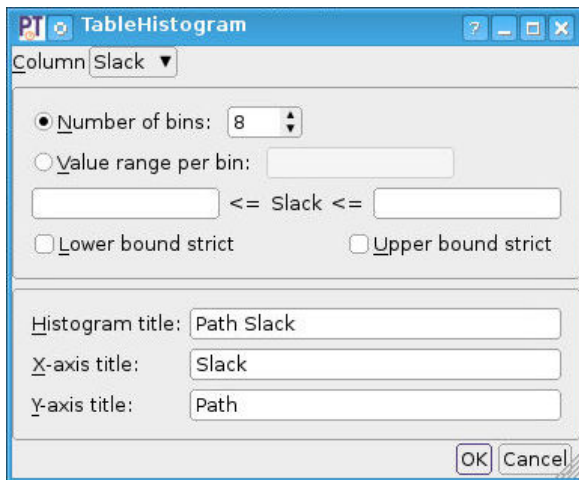 PT TableHistogram ?
Column Slack
Number of bins: 8
Value range per bin:
<= Slack <=
Lower bound strict Upper bound strict
Histogram title: Path Slack
X-axis title: Slack
Y-axis title: Path
OK Cancel